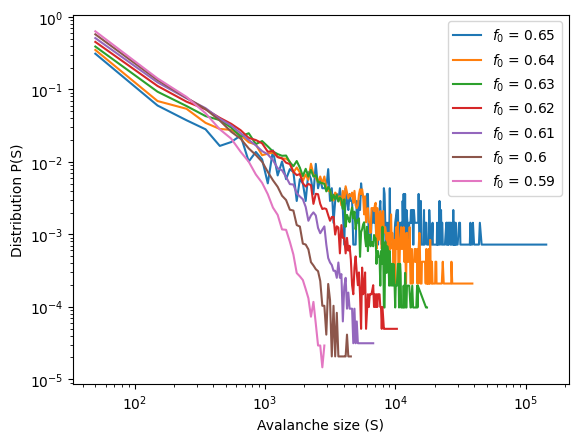 10⁰
10⁻¹
10⁻²
10⁻³
10⁻⁴
10⁻⁵
Distribution P(S)
10²
10³
10⁴
10⁵
Avalanche size (S)
f₀ = 0.65
f₀ = 0.64
f₀ = 0.63
f₀ = 0.62
f₀ = 0.61
f₀ = 0.6
f₀ = 0.59